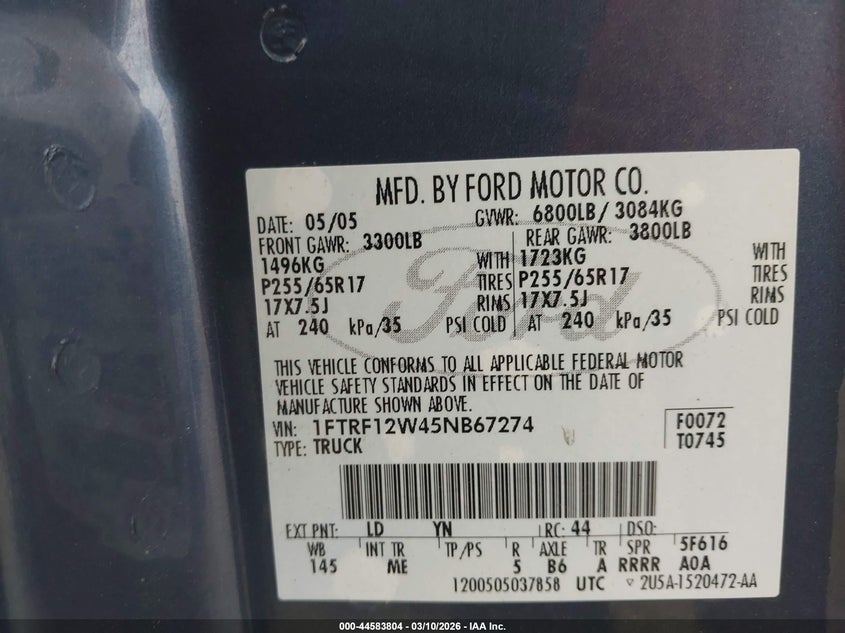 MFD. BY FORD MOTOR CO.
DATE: 05/05 GVWR: 6800LB/ 3084KG
FRONT GAWR: 3300LB REAR GAWR: 3800LB
1496KG WITH 1723KG WITH
P255/65R17 TIRES P255/65R17 TIRES
17X7.5J RIMS 17X7.5J RIMS
AT 240 kPa/35 PSI COLD AT 240 kPa/35 PSI COLD
Ford
THIS VEHICLE CONFORMS TO ALL APPLICABLE FEDERAL MOTOR
VEHICLE SAFETY STANDARDS IN EFFECT ON THE DATE OF
MANUFACTURE SHOWN ABOVE.
VIN: 1FTRF12W45NB67274 F0072
TYPE: TRUCK T0745
EXT PNT: LD YN RC: 44 DSO:
WB INT TR TP/PS R AXLE TR SPR 5F616
145 ME 5 B6 A RRRR AOA
1200505037858 UTC 2U5A-1520472-AA
000-44583804 - 03/10/2026 - IAA Inc.